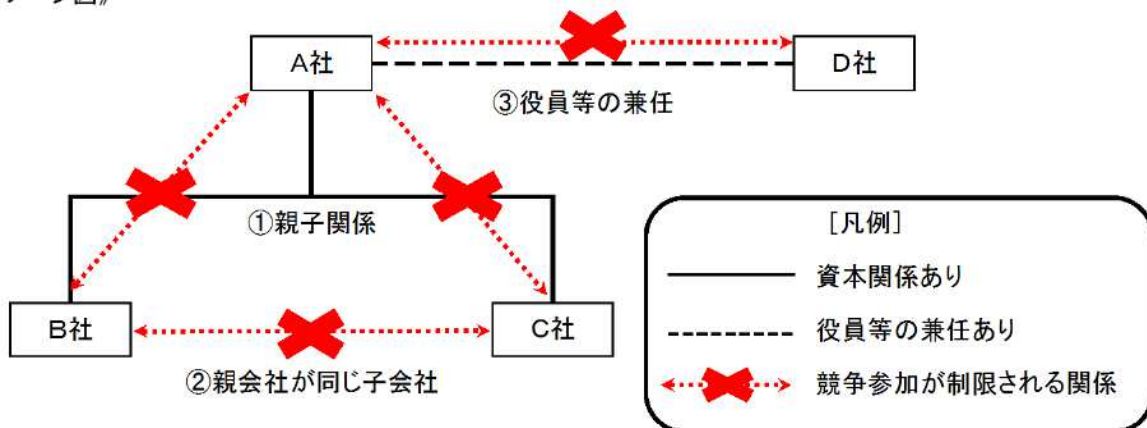 A社
D社
③役員等の兼任
①親子関係
B社
C社
②親会社が同じ子会社
[凡例]
資本関係あり
役員等の兼任あり
競争参加が制限される関係